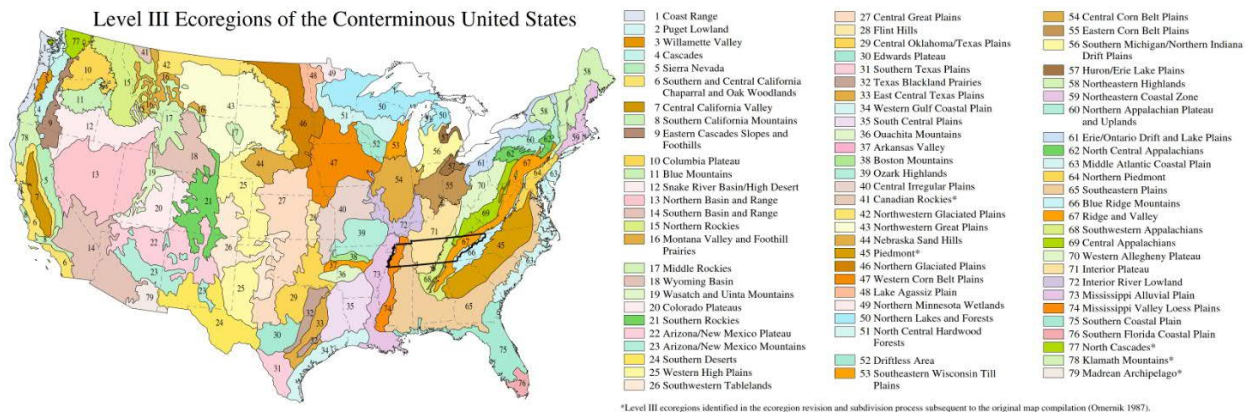 Level III Ecoregions of the Conterminous United States
1 Coast Range
2 Puget Lowland
3 Willamette Valley
4 Cascades
5 Sierra Nevada
6 Southern and Central California
Chaparral and Oak Woodlands
7 Central California Valley
8 Southern California Mountains
9 Eastern Cascades Slopes and
Foothills
10 Columbia Plateau
11 Blue Mountains
12 Snake River Basin/High Desert
13 Northern Basin and Range
14 Southern Basin and Range
15 Northern Rockies
16 Montana Valley and Foothill
Prairies
17 Middle Rockies
18 Wyoming Basin
19 Wasatch and Uinta Mountains
20 Colorado Plateaus
21 Southern Rockies
22 Arizona/New Mexico Plateau
23 Arizona/New Mexico Mountains
24 Southern Deserts
25 Western High Plains
26 Southwestern Tablelands
27 Central Great Plains
28 Flint Hills
29 Central Oklahoma/Texas Plains
30 Edwards Plateau
31 Southern Texas Plains
32 Texas Blackland Prairies
33 East Central Texas Plains
34 Western Gulf Coastal Plain
35 South Central Plains
36 Ouachita Mountains
37 Arkansas Valley
38 Boston Mountains
39 Ozark Highlands
40 Central Irregular Plains
41 Canadian Rockies*
42 Northwestern Glaciated Plains
43 Northwestern Great Plains
44 Nebraska Sand Hills
45 Piedmont*
46 Northern Glaciated Plains
47 Western Corn Belt Plains
48 Lake Agassiz Plain
49 Northern Minnesota Wetlands
50 Northern Lakes and Forests
51 North Central Hardwood
Forests
52 Driftless Area
53 Southeastern Wisconsin Till
Plains
54 Central Corn Belt Plains
55 Eastern Corn Belt Plains
56 Southern Michigan/Northern Indiana
Drift Plains
57 Huron/Erie Lake Plains
58 Northeastern Highlands
59 Northeastern Coastal Zone
60 Northern Appalachian Plateau
and Uplands
61 Erie/Ontario Drift and Lake Plains
62 North Central Appalachians
63 Middle Atlantic Coastal Plain
64 Northern Piedmont
65 Southeastern Plains
66 Blue Ridge Mountains
67 Ridge and Valley
68 Southwestern Appalachians
69 Central Appalachians
70 Western Allegheny Plateau
71 Interior Plateau
72 Interior River Lowland
73 Mississippi Alluvial Plain
74 Mississippi Valley Loess Plains
75 Southern Coastal Plain
76 Southern Florida Coastal Plain
77 North Cascades*
78 Klamath Mountains*
79 Madrean Archipelago*
*Level III ecoregions identified in the ecoregion revision and subdivision process subsequent to the original map compilation (Omernik 1987).